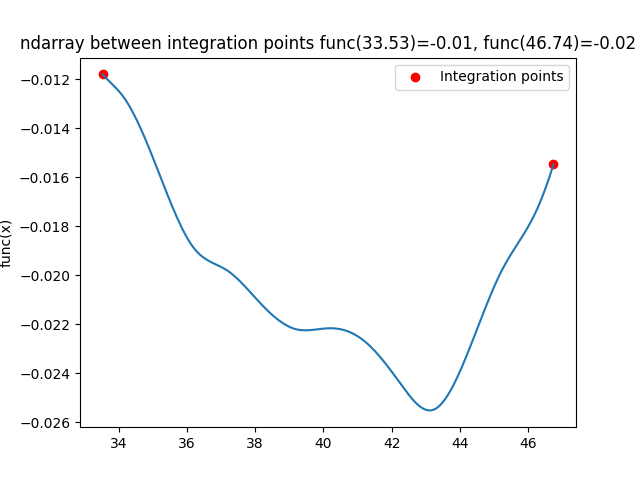 ndarray between integration points func(33.53)=-0.01, func(46.74)=-0.02
Integration points
−0.012
−0.014
−0.016
−0.018
−0.020
−0.022
−0.024
−0.026
func(x)
34 36 38 40 42 44 46